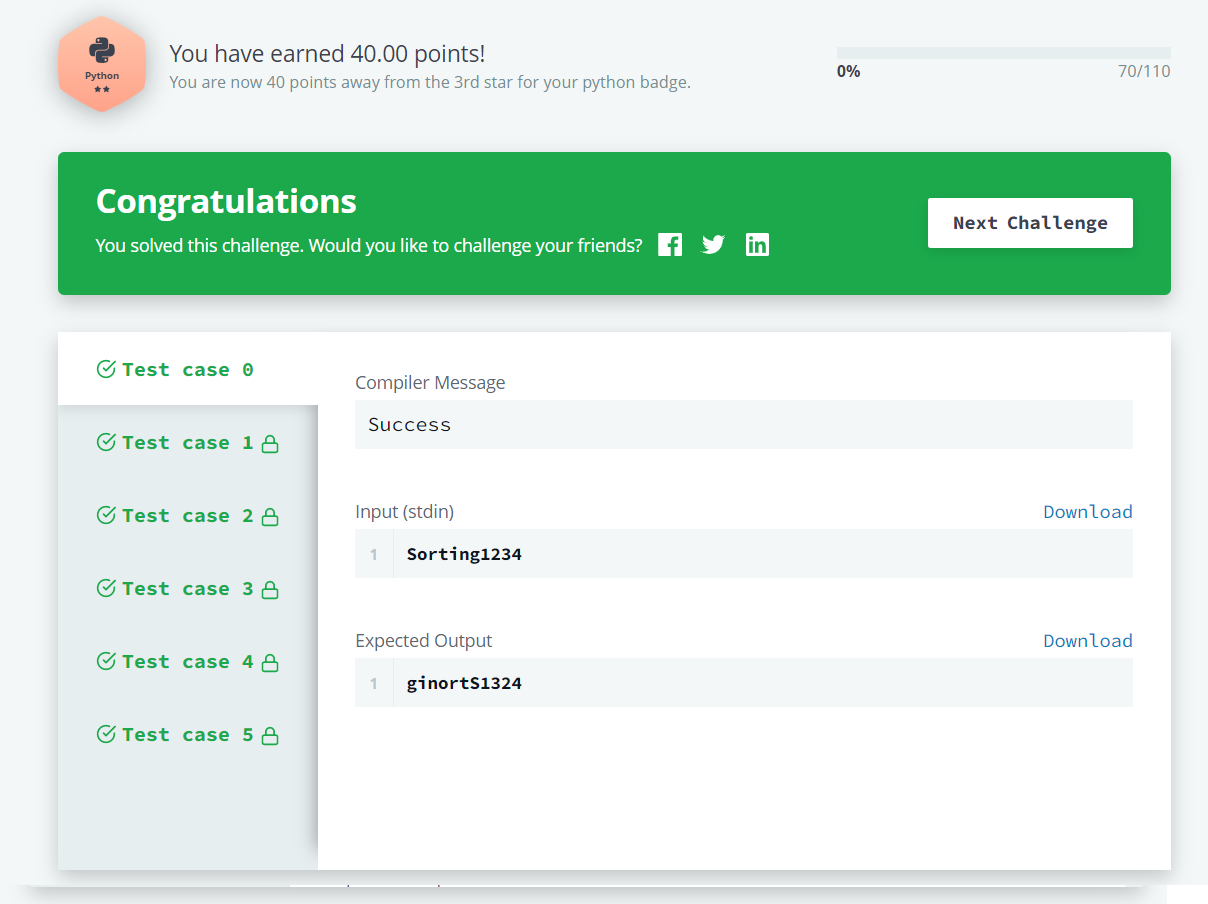 You have earned 40.00 points!
You are now 40 points away from the 3rd star for your python badge.
0%
70/110
Python
Congratulations
You solved this challenge. Would you like to challenge your friends?
Next Challenge
Test case 0
Test case 1
Test case 2
Test case 3
Test case 4
Test case 5
Compiler Message
Success
Input (stdin)
Download
1 Sorting1234
Expected Output
Download
1 ginortS1324